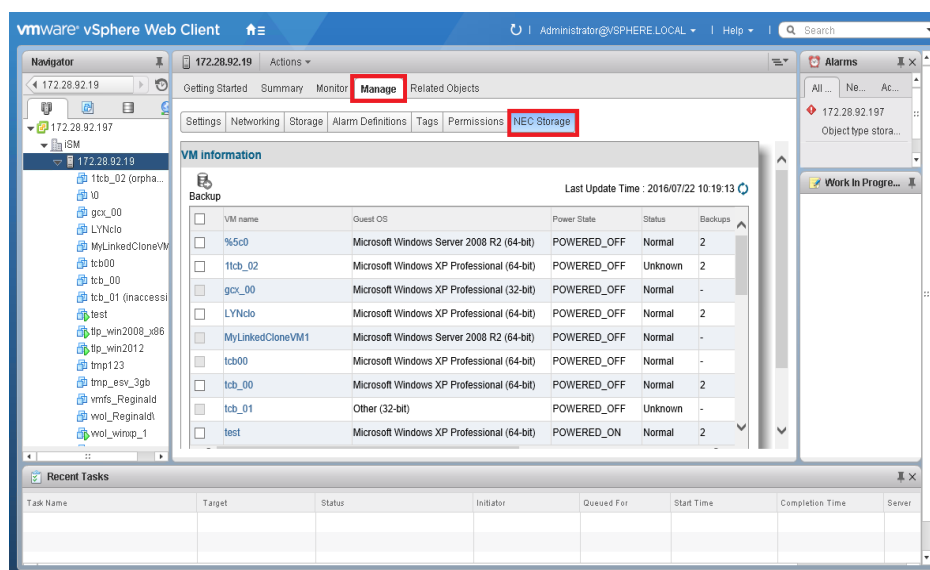 vmware® vSphere Web Client
Administrator@VSPHERE.LOCAL
Help
Search
Navigator
172.28.92.19
172.28.92.197
iSM
172.28.92.19
1tcb_02 (orpha...
\0
gcx_00
LYNclo
MyLinkedCloneVM
tcb00
tcb_00
tcb_01 (inaccessi
test
tlp_win2008_x86
tlp_win2012
tmp123
tmp_esv_3gb
vmfs_Reginald
vvol_Reginald\
vvol_winxp_1
172.28.92.19 Actions
Getting Started Summary Monitor Manage Related Objects
Settings Networking Storage Alarm Definitions Tags Permissions NEC Storage
VM information
Backup
Last Update Time : 2016/07/22 10:19:13
VM name Guest OS Power State Status Backups
%5c0 Microsoft Windows Server 2008 R2 (64-bit) POWERED_OFF Normal 2
1tcb_02 Microsoft Windows XP Professional (64-bit) POWERED_OFF Unknown 2
gcx_00 Microsoft Windows XP Professional (32-bit) POWERED_OFF Normal -
LYNclo Microsoft Windows XP Professional (64-bit) POWERED_OFF Normal 2
MyLinkedCloneVM1 Microsoft Windows Server 2008 R2 (64-bit) POWERED_OFF Normal -
tcb00 Microsoft Windows XP Professional (64-bit) POWERED_OFF Normal -
tcb_00 Microsoft Windows XP Professional (64-bit) POWERED_OFF Normal 2
tcb_01 Other (32-bit) POWERED_OFF Unknown -
test Microsoft Windows XP Professional (64-bit) POWERED_ON Normal 2
Alarms
All ... Ne... Ac...
172.28.92.197
Object type stora...
Work In Progre...
Recent Tasks
Task Name Target Status Initiator Queued For Start Time Completion Time Server